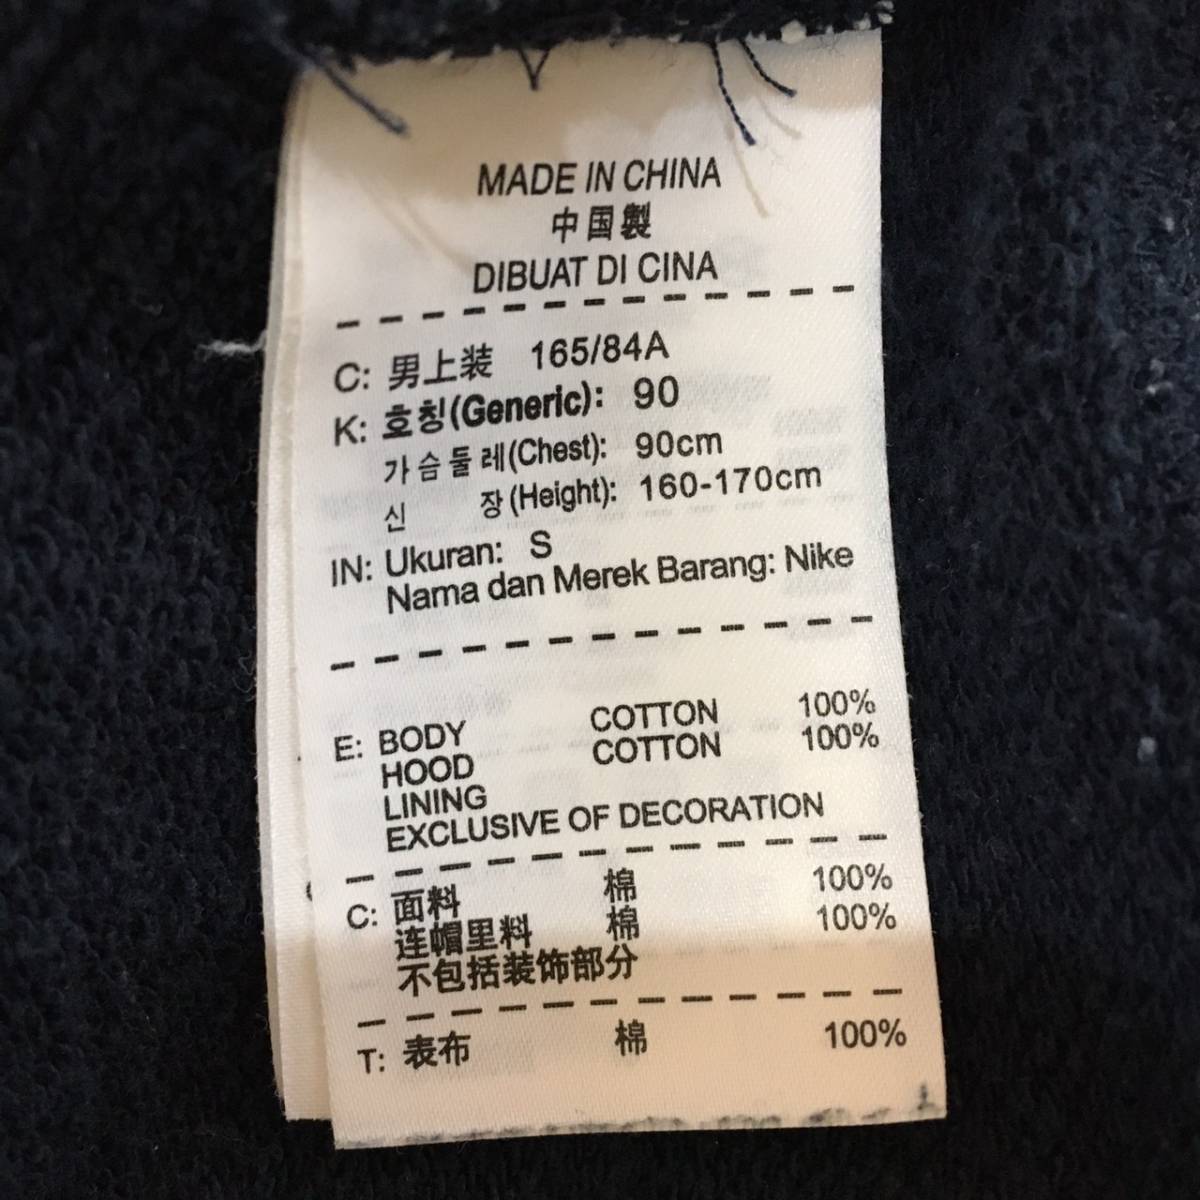 MADE IN CHINA
中国製
DIBUAT DI CINA
C: 男上装 165/84A
K: 호칭(Generic): 90
가슴둘레(Chest): 90cm
신 장(Height): 160-170cm
IN: Ukuran: S
Nama dan Merek Barang: Nike
E: BODY COTTON 100%
HOOD COTTON 100%
LINING
EXCLUSIVE OF DECORATION
C: 面料 棉 100%
连帽里料 棉 100%
不包括装饰部分
T: 表布 棉 100%